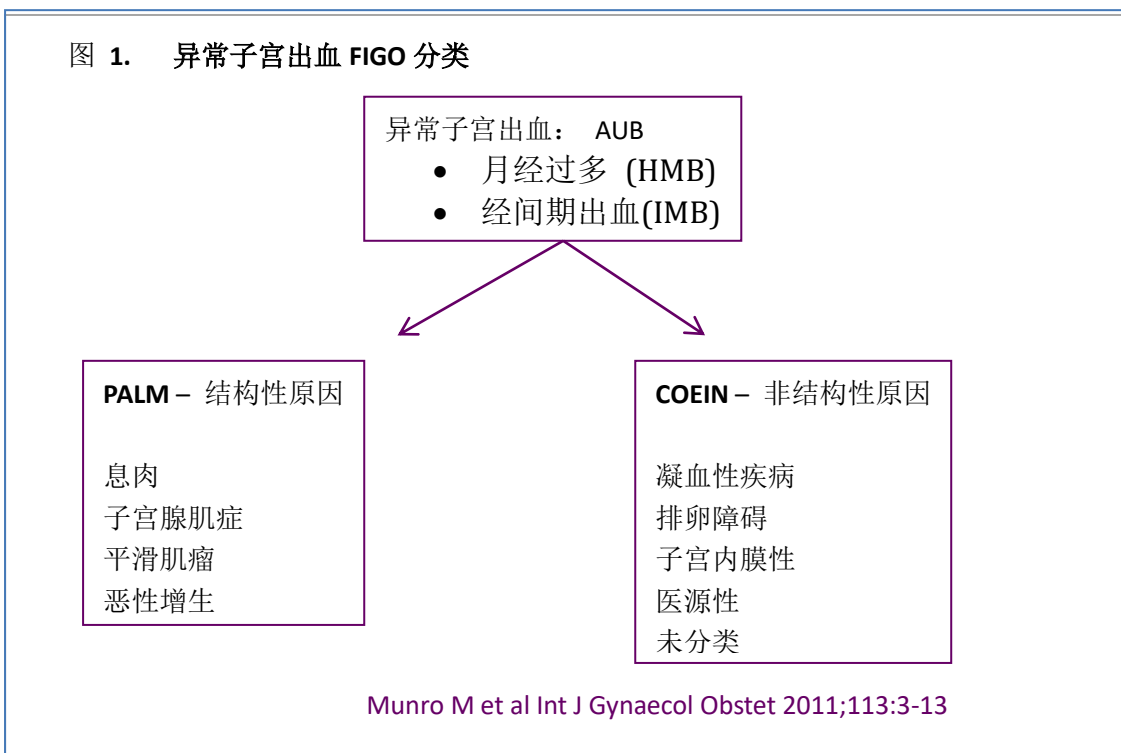 图 1. 异常子宫出血 FIGO 分类
异常子宫出血： AUB
• 月经过多 (HMB)
• 经间期出血(IMB)
PALM – 结构性原因
息肉
子宫腺肌症
平滑肌瘤
恶性增生
COEIN – 非结构性原因
凝血性疾病
排卵障碍
子宫内膜性
医源性
未分类
Munro M et al Int J Gynaecol Obstet 2011;113:3-13